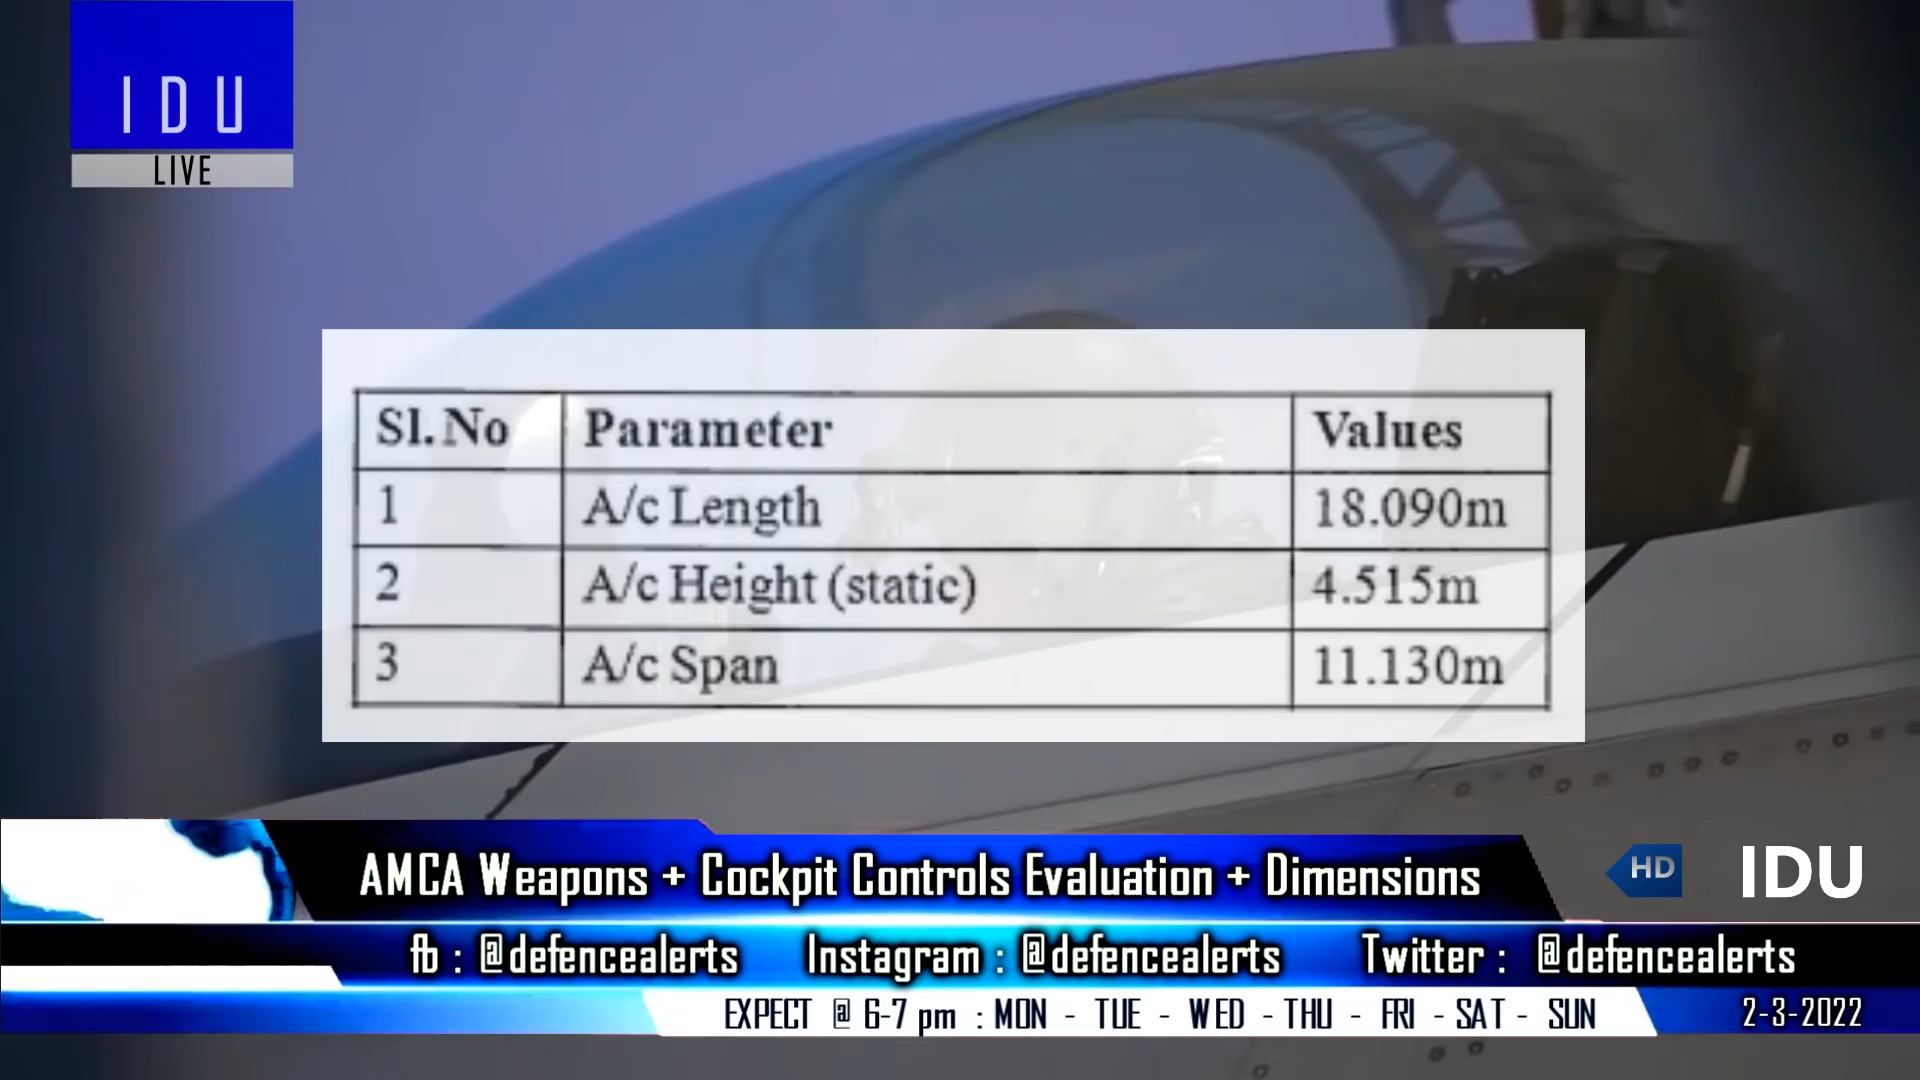 IDU
LIVE
Sl.No Parameter Values
1 A/c Length 18.090m
2 A/c Height (static) 4.515m
3 A/c Span 11.130m
AMCA Weapons + Cockpit Controls Evaluation + Dimensions
HD IDU
fb : @defencealerts Instagram : @defencealerts Twitter : @defencealerts
EXPECT @ 6-7 pm : MON - TUE - WED - THU - FRI - SAT - SUN 2-3-2022